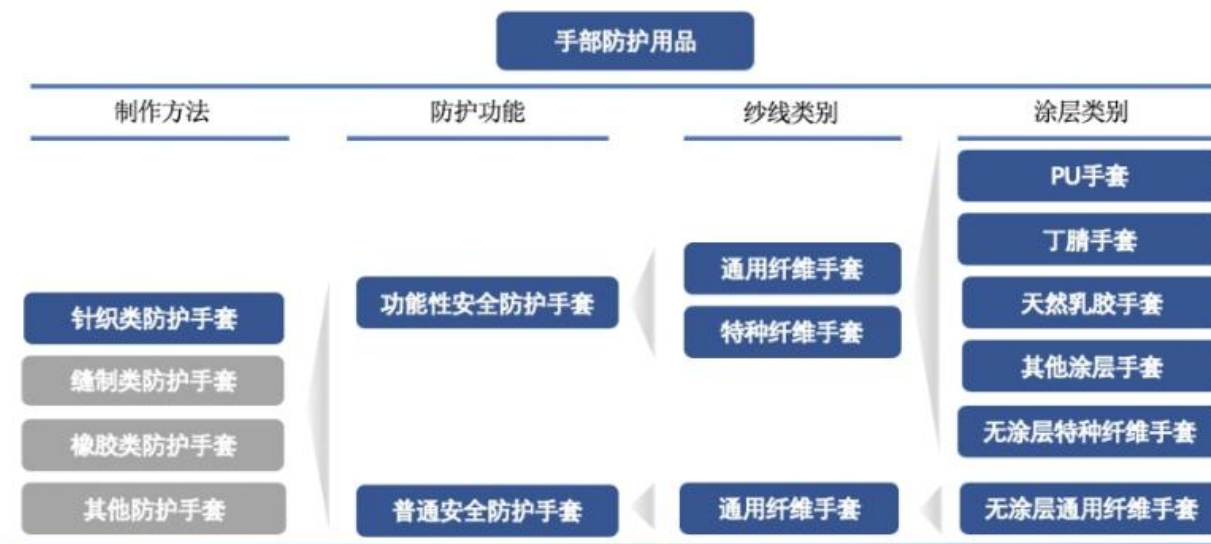 手部防护用品
制作方法
防护功能
纱线类别
涂层类别
PU手套
丁腈手套
通用纤维手套
功能性安全防护手套
天然乳胶手套
针织类防护手套
特种纤维手套
其他涂层手套
缝制类防护手套
无涂层特种纤维手套
橡胶类防护手套
其他防护手套
普通安全防护手套
通用纤维手套
无涂层通用纤维手套